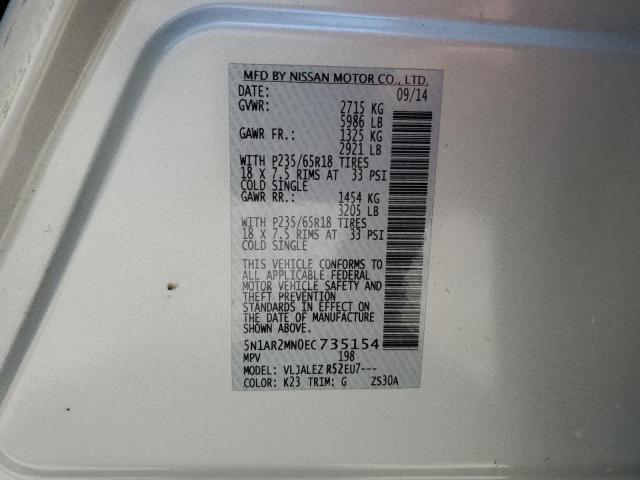 MFD BY NISSAN MOTOR CO., LTD.
DATE: 09/14
GVWR: 2715 KG
5986 LB
GAWR FR.: 1325 KG
2921 LB
WITH P235/65R18 TIRES
18 X 7.5 RIMS AT 33 PSI
COLD SINGLE
GAWR RR.: 1454 KG
3205 LB
WITH P235/65R18 TIRES
18 X 7.5 RIMS AT 33 PSI
COLD SINGLE
THIS VEHICLE CONFORMS TO
ALL APPLICABLE FEDERAL
MOTOR VEHICLE SAFETY AND
THEFT PREVENTION
STANDARDS IN EFFECT ON
THE DATE OF MANUFACTURE
SHOWN ABOVE.
5N1AR2MN0EC735154
MPV 198
MODEL: VLJALEZ R52EU7---
COLOR: K23 TRIM: G ZS30A